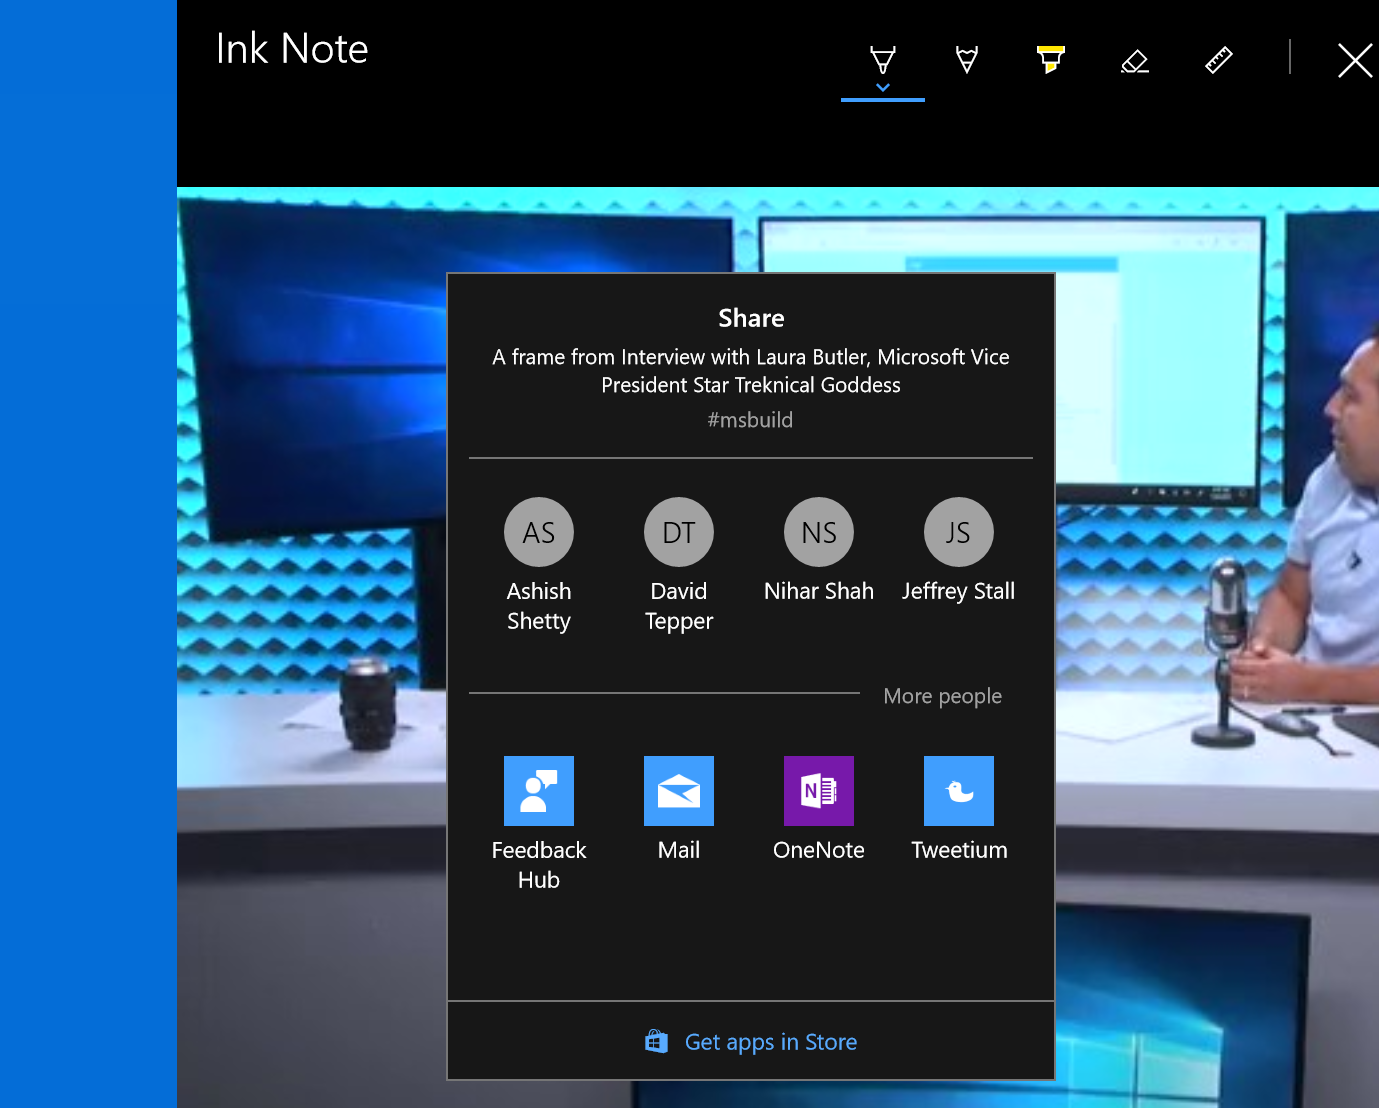 Ink Note
Share
A frame from Interview with Laura Butler, Microsoft Vice
President Star Treknical Goddess
#msbuild
AS
DT
NS
JS
Ashish
Shetty
David
Tepper
Nihar Shah
Jeffrey Stall
More people
N
Feedback
Hub
Mail
OneNote
Tweetium
Get apps in Store